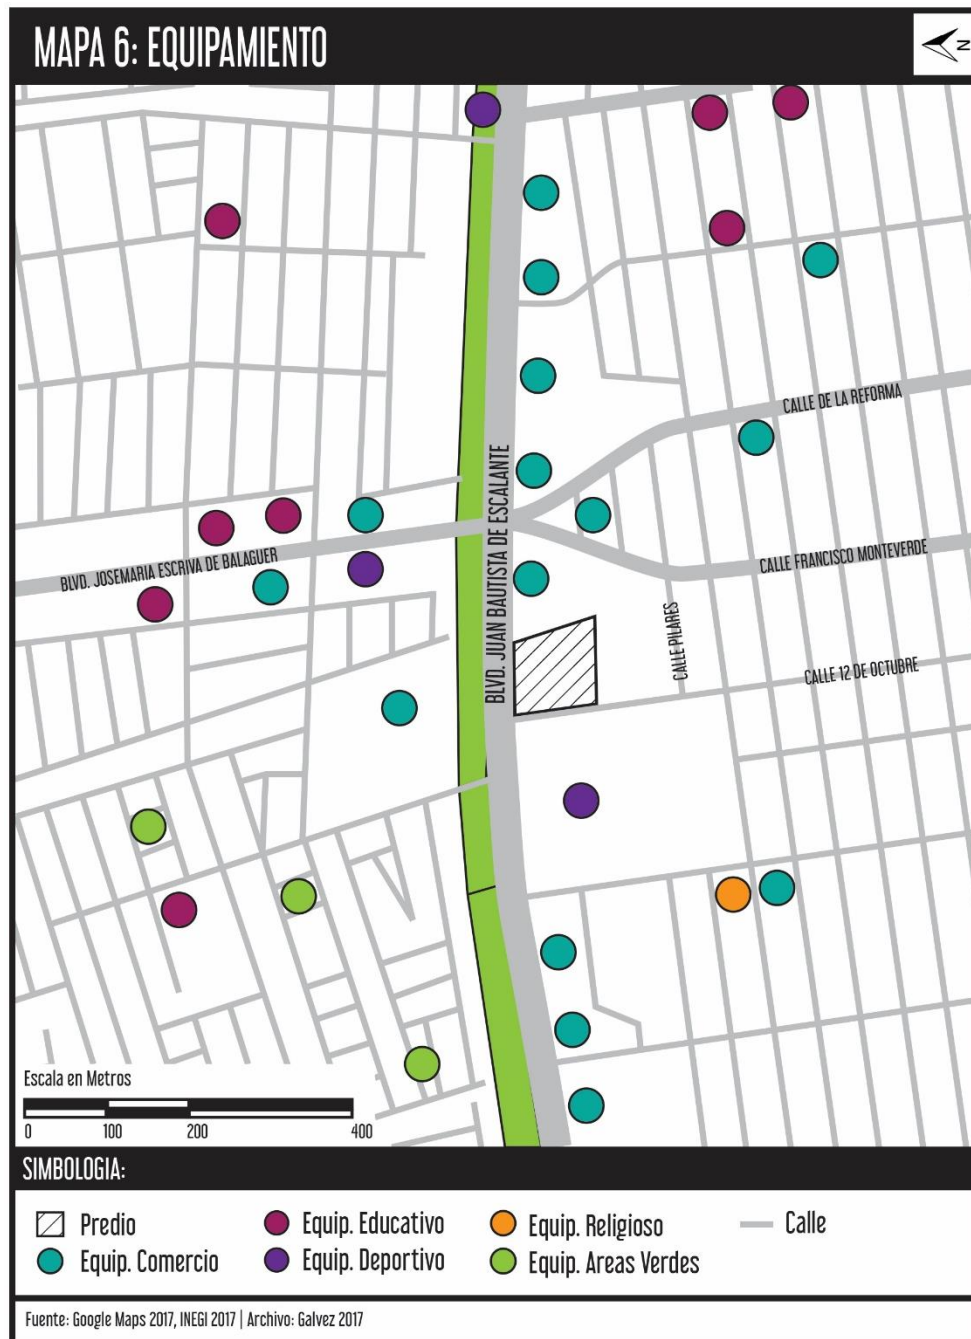 MAPA 6: EQUIPAMIENTO
N
CALLE DE LA REFORMA
BLVD. JUAN BAUTISTA DE ESCALANTE
BLVD. JOSEMARIA ESCRIVA DE BALAGUER
CALLE FRANCISCO MONTEVERDE
CALLE PILARES
CALLE 12 DE OCTUBRE
Escala en Metros
0 100 200 400
SIMBOLOGIA:
Predio
Equip. Educativo
Equip. Religioso
Calle
Equip. Comercio
Equip. Deportivo
Equip. Areas Verdes
Fuente: Google Maps 2017, INEGI 2017 | Archivo: Galvez 2017